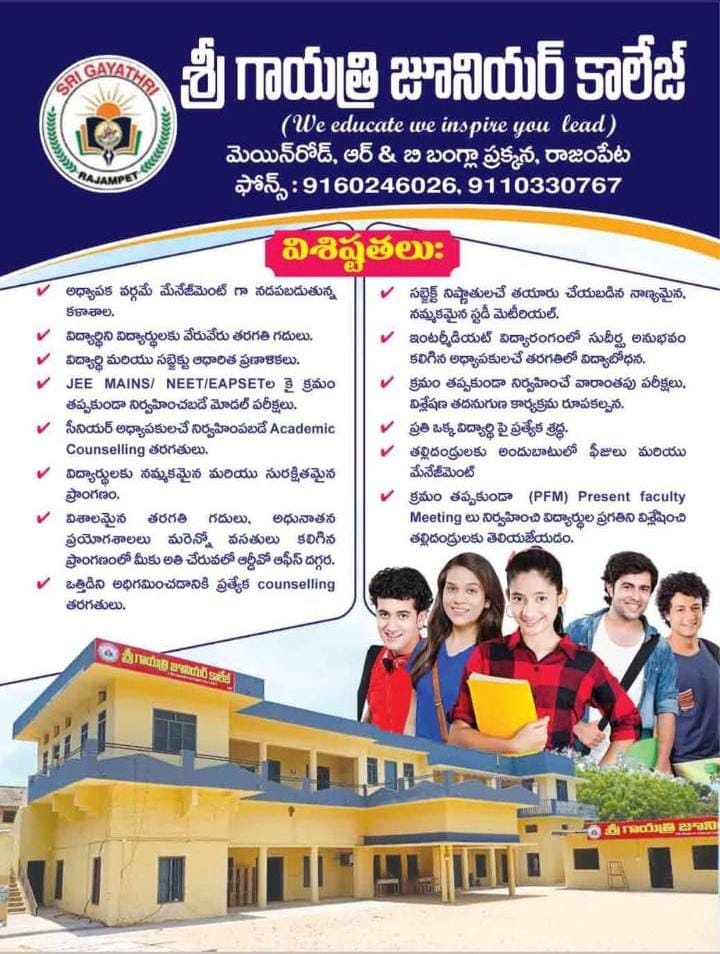 SRI GAYATHRI
RAJAMPET
శ్రీ గాయత్రి జూనియర్ కాలేజ్
(We educate we inspire you lead)
మెయిన్‌రోడ్, ఆర్ & బి బంగ్లా ప్రక్కన, రాజంపేట
ఫోన్స్ : 9160246026, 9110330767
విశిష్టతలు:
✔ అధ్యాపక వర్గమే మేనేజ్‌మెంట్ గా నడపబడుతున్న
కళాశాల.
✔ విద్యార్థిని విద్యార్థులకు వేరువేరు తరగతి గదులు.
✔ విద్యార్థి మరియు సబ్జెక్టు ఆధారిత ప్రణాళికలు.
✔ JEE MAINS/ NEET/EAPSETల కై క్రమం
తప్పకుండా నిర్వహించబడే మోడల్ పరీక్షలు.
✔ సీనియర్ అధ్యాపకులచే నిర్వహింపబడే Academic
Counselling తరగతులు.
✔ విద్యార్థులకు నమ్మకమైన మరియు సురక్షితమైన
ప్రాంగణం.
✔ విశాలమైన తరగతి గదులు, అధునాతన
ప్రయోగశాలలు మరెన్నో వసతులు కలిగిన
ప్రాంగణంలో మీకు అతి చేరువలో ఆర్డీవో ఆఫీస్ దగ్గర.
✔ ఒత్తిడిని అధిగమించడానికి ప్రత్యేక counselling
తరగతులు.
✔ సబ్జెక్ట్ నిష్ణాతులచే తయారు చేయబడిన నాణ్యమైన,
నమ్మకమైన స్టడీ మెటీరియల్.
✔ ఇంటర్మీడియట్ విద్యారంగంలో సుదీర్ఘ అనుభవం
కలిగిన అధ్యాపకులచే తరగతిలో విద్యాబోధన.
✔ క్రమం తప్పకుండా నిర్వహించే వారాంతపు పరీక్షలు,
విశ్లేషణ తదనుగుణ కార్యక్రమ రూపకల్పన.
✔ ప్రతి ఒక్క విద్యార్థి పై ప్రత్యేక శ్రద్ధ.
✔ తల్లిదండ్రులకు అందుబాటులో ఫీజులు మరియు
మేనేజ్‌మెంట్
✔ క్రమం తప్పకుండా (PFM) Present faculty
Meeting లు నిర్వహించి విద్యార్థుల ప్రగతిని విశ్లేషించి
తల్లిదండ్రులకు తెలియజేయడం.
శ్రీ గాయత్రి జూనియర్ కాలేజ్
శ్రీ గాయత్రి జూని